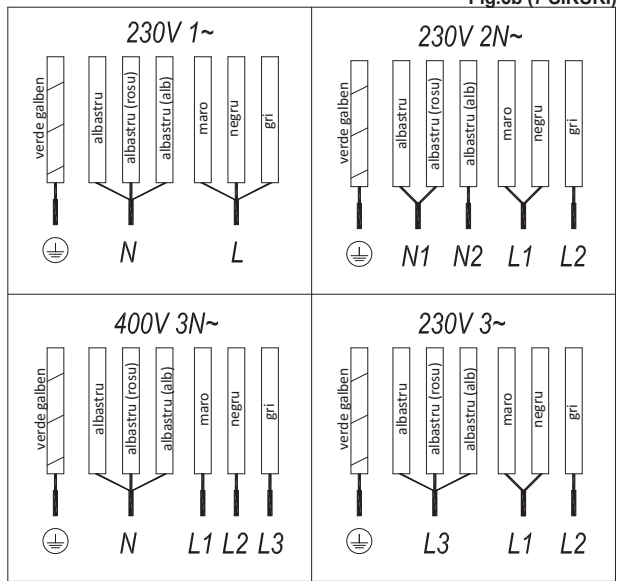 230V 1~
verde galben
albastru
albastru (rosu)
albastru (alb)
maro
negru
gri
N
L
230V 2N~
verde galben
albastru
albastru (rosu)
albastru (alb)
maro
negru
gri
N1 N2 L1 L2
400V 3N~
verde galben
albastru
albastru (rosu)
albastru (alb)
maro
negru
gri
N L1 L2 L3
230V 3~
verde galben
albastru
albastru (rosu)
albastru (alb)
maro
negru
gri
L3 L1 L2